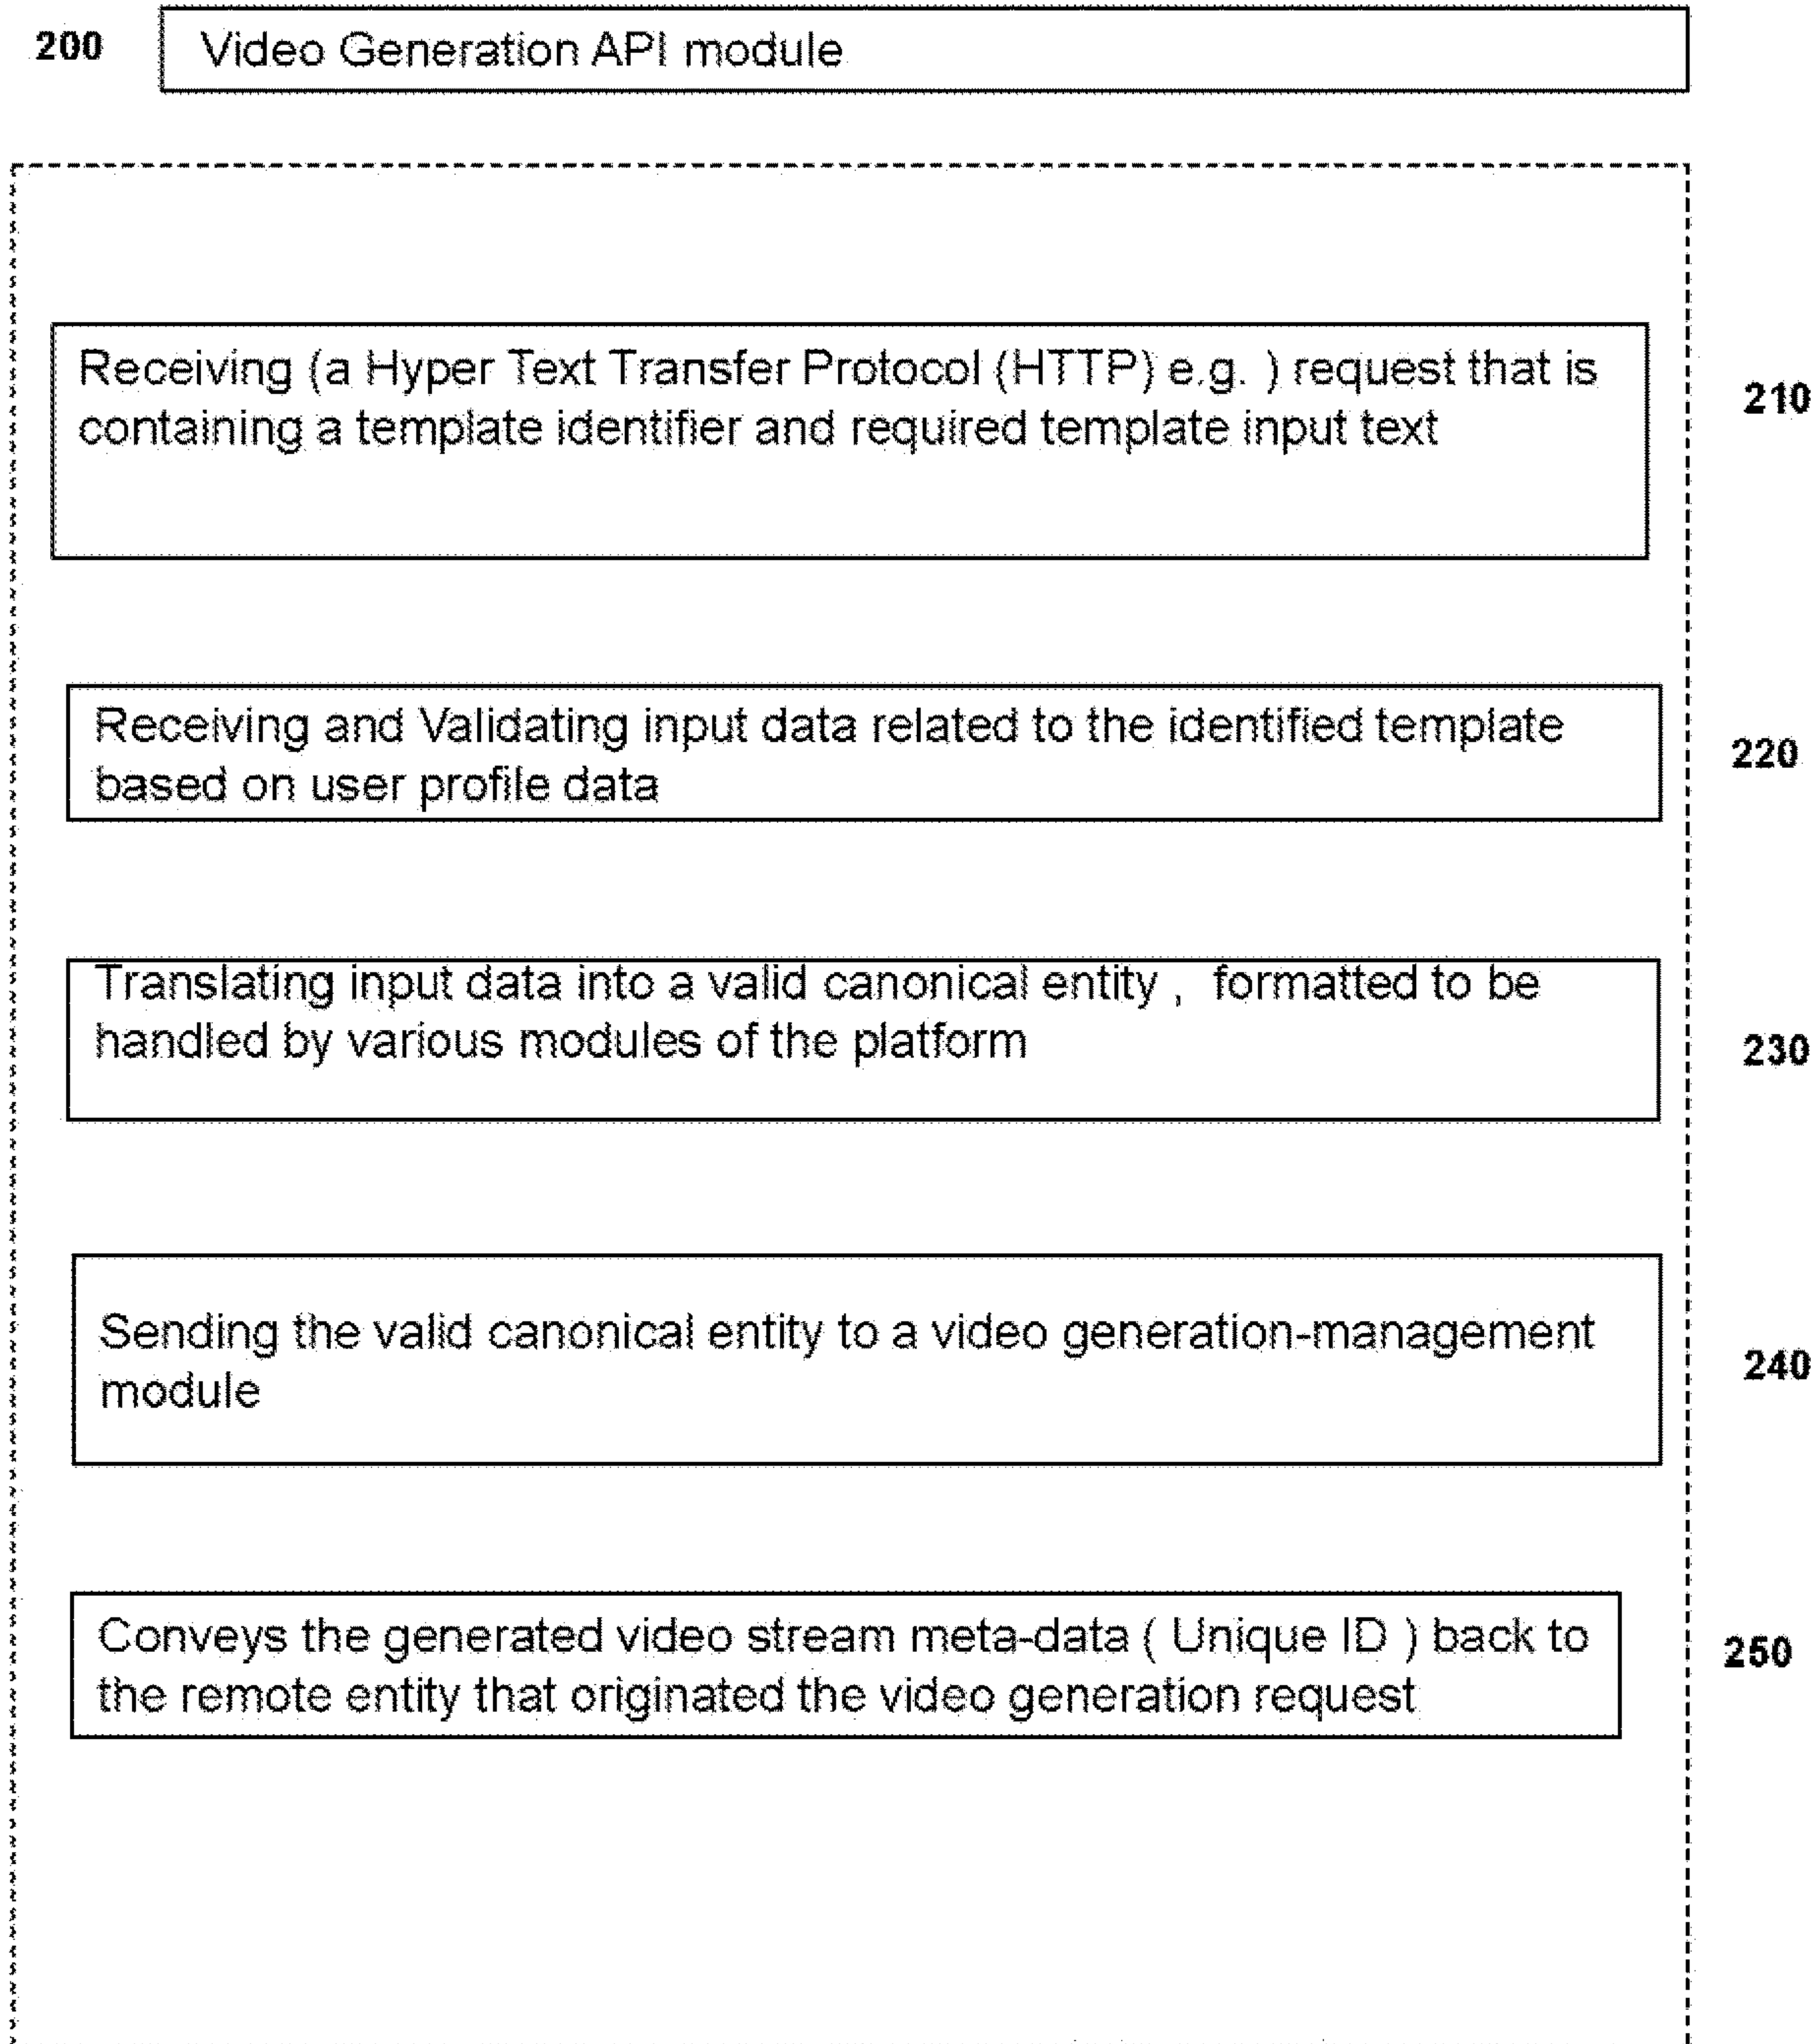 200 Video Generation API module
Receiving (a Hyper Text Transfer Protocol (HTTP) e.g. ) request that is
containing a template identifier and required template input text
210
Receiving and Validating input data related to the identified template
based on user profile data
220
Translating input data into a valid canonical entity , formatted to be
handled by various modules of the platform
230
Sending the valid canonical entity to a video generation-management
module
240
Conveys the generated video stream meta-data ( Unique ID ) back to
the remote entity that originated the video generation request
250